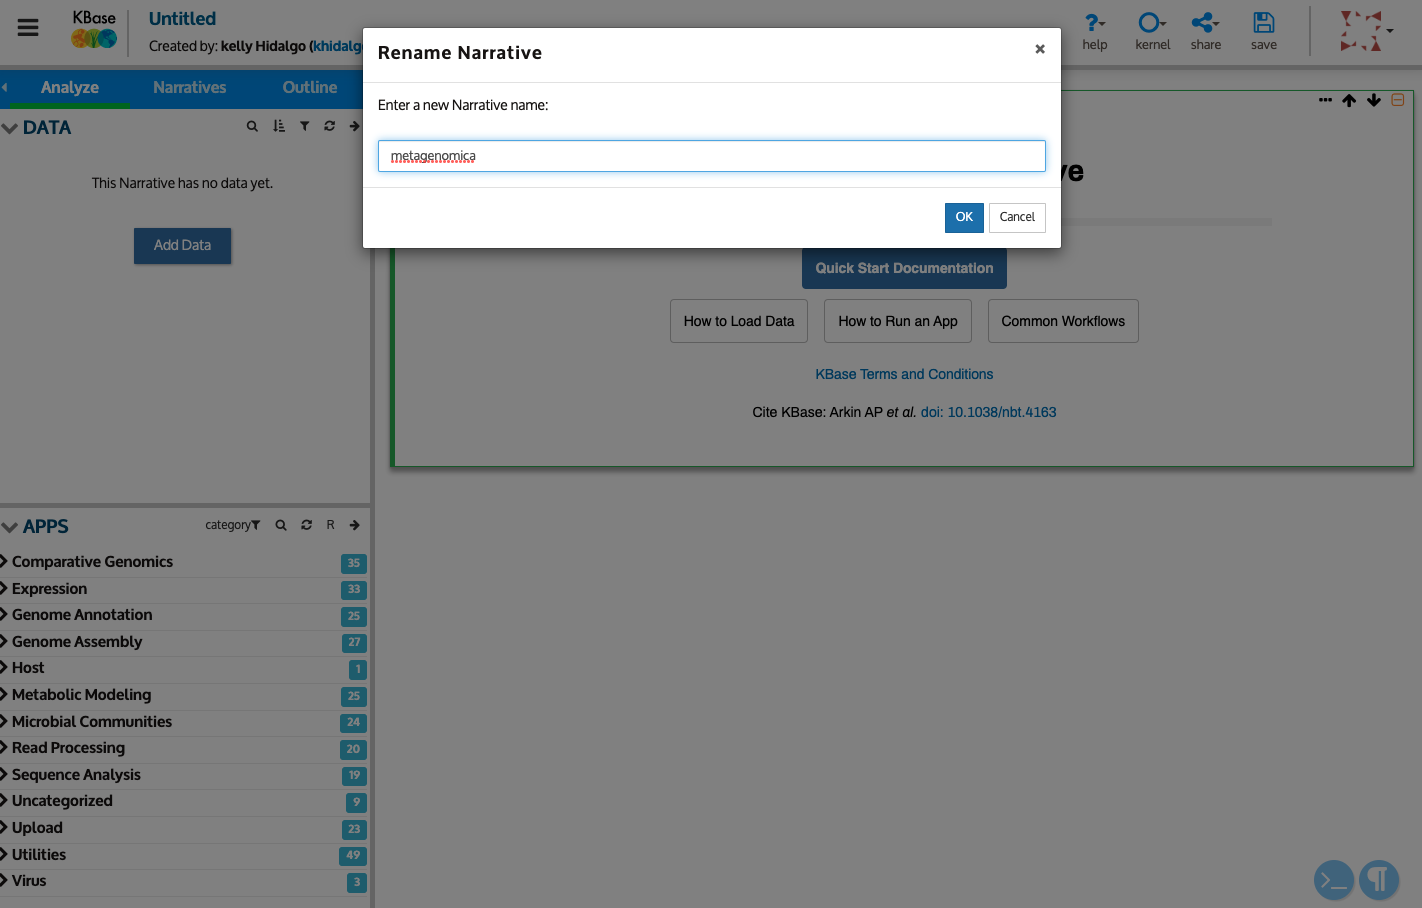 KBase
Untitled
Created by: kelly Hidalgo (khidalg
help
kernel
share
save
Rename Narrative
×
Enter a new Narrative name:
metagenomica
OK
Cancel
Analyze
Narratives
Outline
DATA
This Narrative has no data yet.
Add Data
Quick Start Documentation
How to Load Data
How to Run an App
Common Workflows
KBase Terms and Conditions
Cite KBase: Arkin AP et al. doi: 10.1038/nbt.4163
APPS
category
R
Comparative Genomics 35
Expression 33
Genome Annotation 25
Genome Assembly 27
Host 1
Metabolic Modeling 25
Microbial Communities 24
Read Processing 20
Sequence Analysis 19
Uncategorized 9
Upload 23
Utilities 49
Virus 3